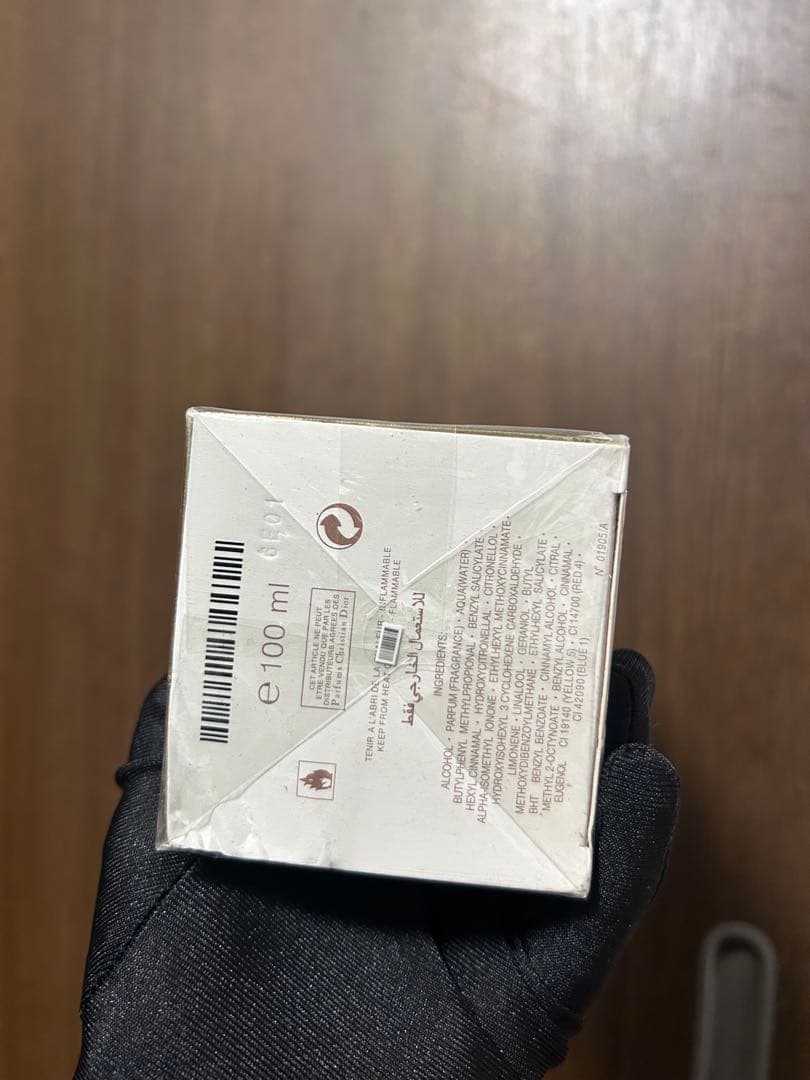 e 100 ml
CET ARTICLE NE PEUT
ETRE VENDU QUE PAR LES
DISTRIBUTEURS AGREES DES
Parfums Christian Dior
TENIR A L'ABRI DE LA INFLAMMABLE
KEEP FROM HEAT FLAMMABLE
للاستعمال الخارجي فقط
INGREDIENTS:
ALCOHOL · PARFUM (FRAGRANCE) · AQUA (WATER) ·
BUTYLPHENYL METHYLPROPIONAL · BENZYL SALICYLATE
HEXYL CINNAMAL · HYDROXYCITRONELLAL · CITRONELLOL ·
ALPHA-ISOMETHYL IONONE · ETHYLHEXYL METHOXYCINNAMATE ·
HYDROXYISOHEXYL 3 CYCLOHEXENE CARBOXALDEHYDE ·
LIMONENE · LINALOOL · GERANIOL · BUTYL
METHOXYDIBENZOYLMETHANE · ETHYLHEXYL SALICYLATE
BHT · BENZYL BENZOATE · CINNAMYL ALCOHOL · CITRAL ·
METHYL 2-OCTYNOATE · BENZYL ALCOHOL · CINNAMAL ·
EUGENOL CI 19140 (YELLOW 5) · CI 14700 (RED 4) ·
CI 42090 (BLUE 1)
N° 01905/A